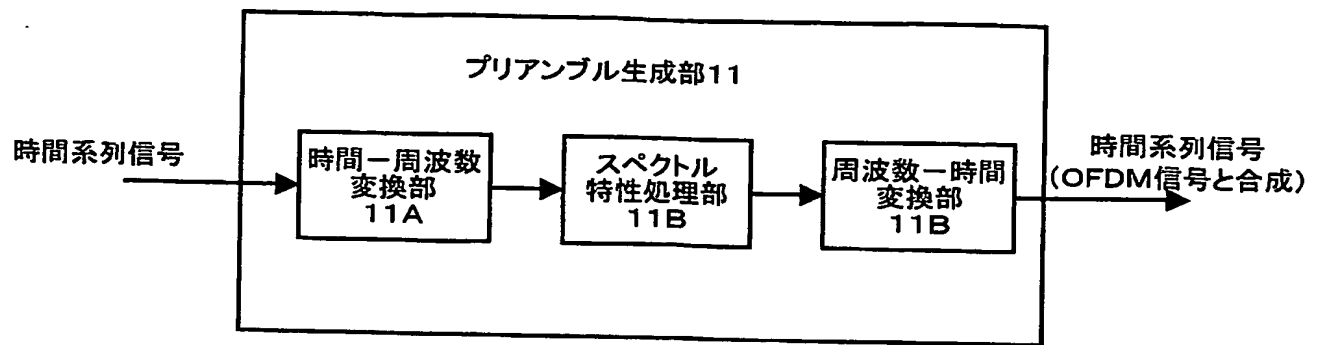 プリアンブル生成部11
時間系列信号
時間－周波数
変換部
11A
スペクトル
特性処理部
11B
周波数－時間
変換部
11B
時間系列信号
(OFDM信号と合成)